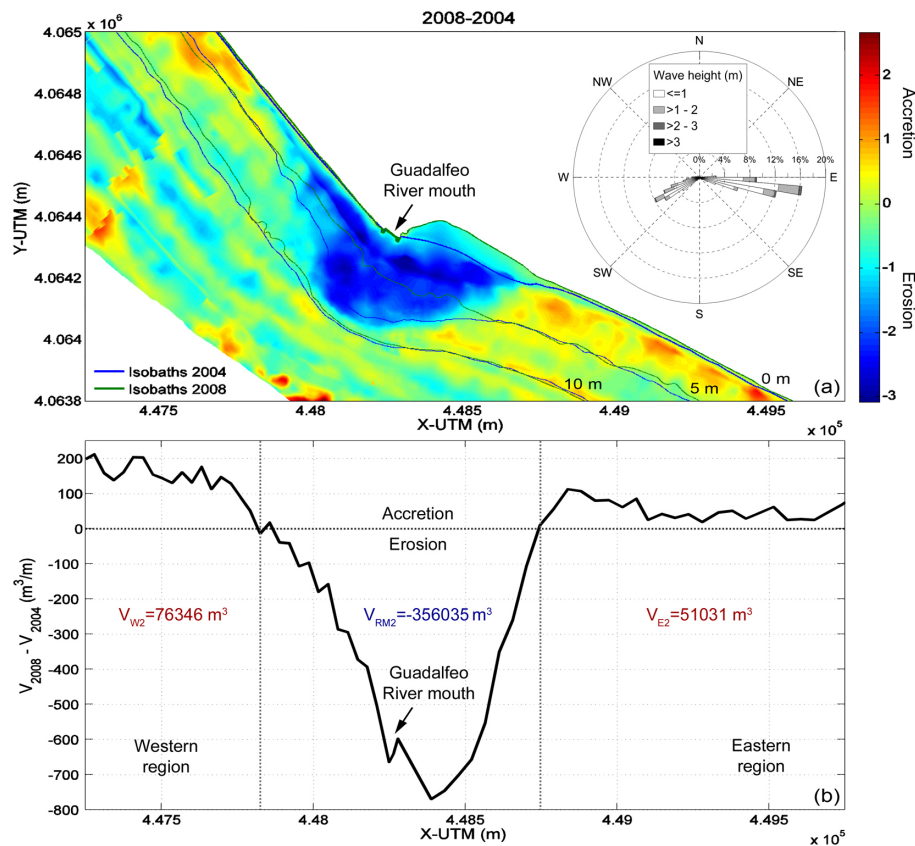 2008-2004
x 10⁶
4.065
4.0648
4.0646
4.0644
4.0642
4.064
4.0638
Y-UTM (m)
Guadalfeo
River mouth
N
NE
E
SE
S
SW
W
NW
Wave height (m)
<=1
>1 - 2
>2 - 3
>3
0%
4%
8%
12%
16%
20%
Isobaths 2004
Isobaths 2008
10 m
5 m
0 m
(a)
4.475
4.48
4.485
4.49
4.495
X-UTM (m)
x 10⁵
2
1
0
-1
-2
-3
Accretion
Erosion
200
100
0
-100
-200
-300
-400
-500
-600
-700
-800
V2008 - V2004 (m³/m)
Accretion
Erosion
VW2=76346 m³
VRM2=-356035 m³
VE2=51031 m³
Guadalfeo
River mouth
Western
region
Eastern
region
(b)
4.475
4.48
4.485
4.49
4.495
X-UTM (m)
x 10⁵